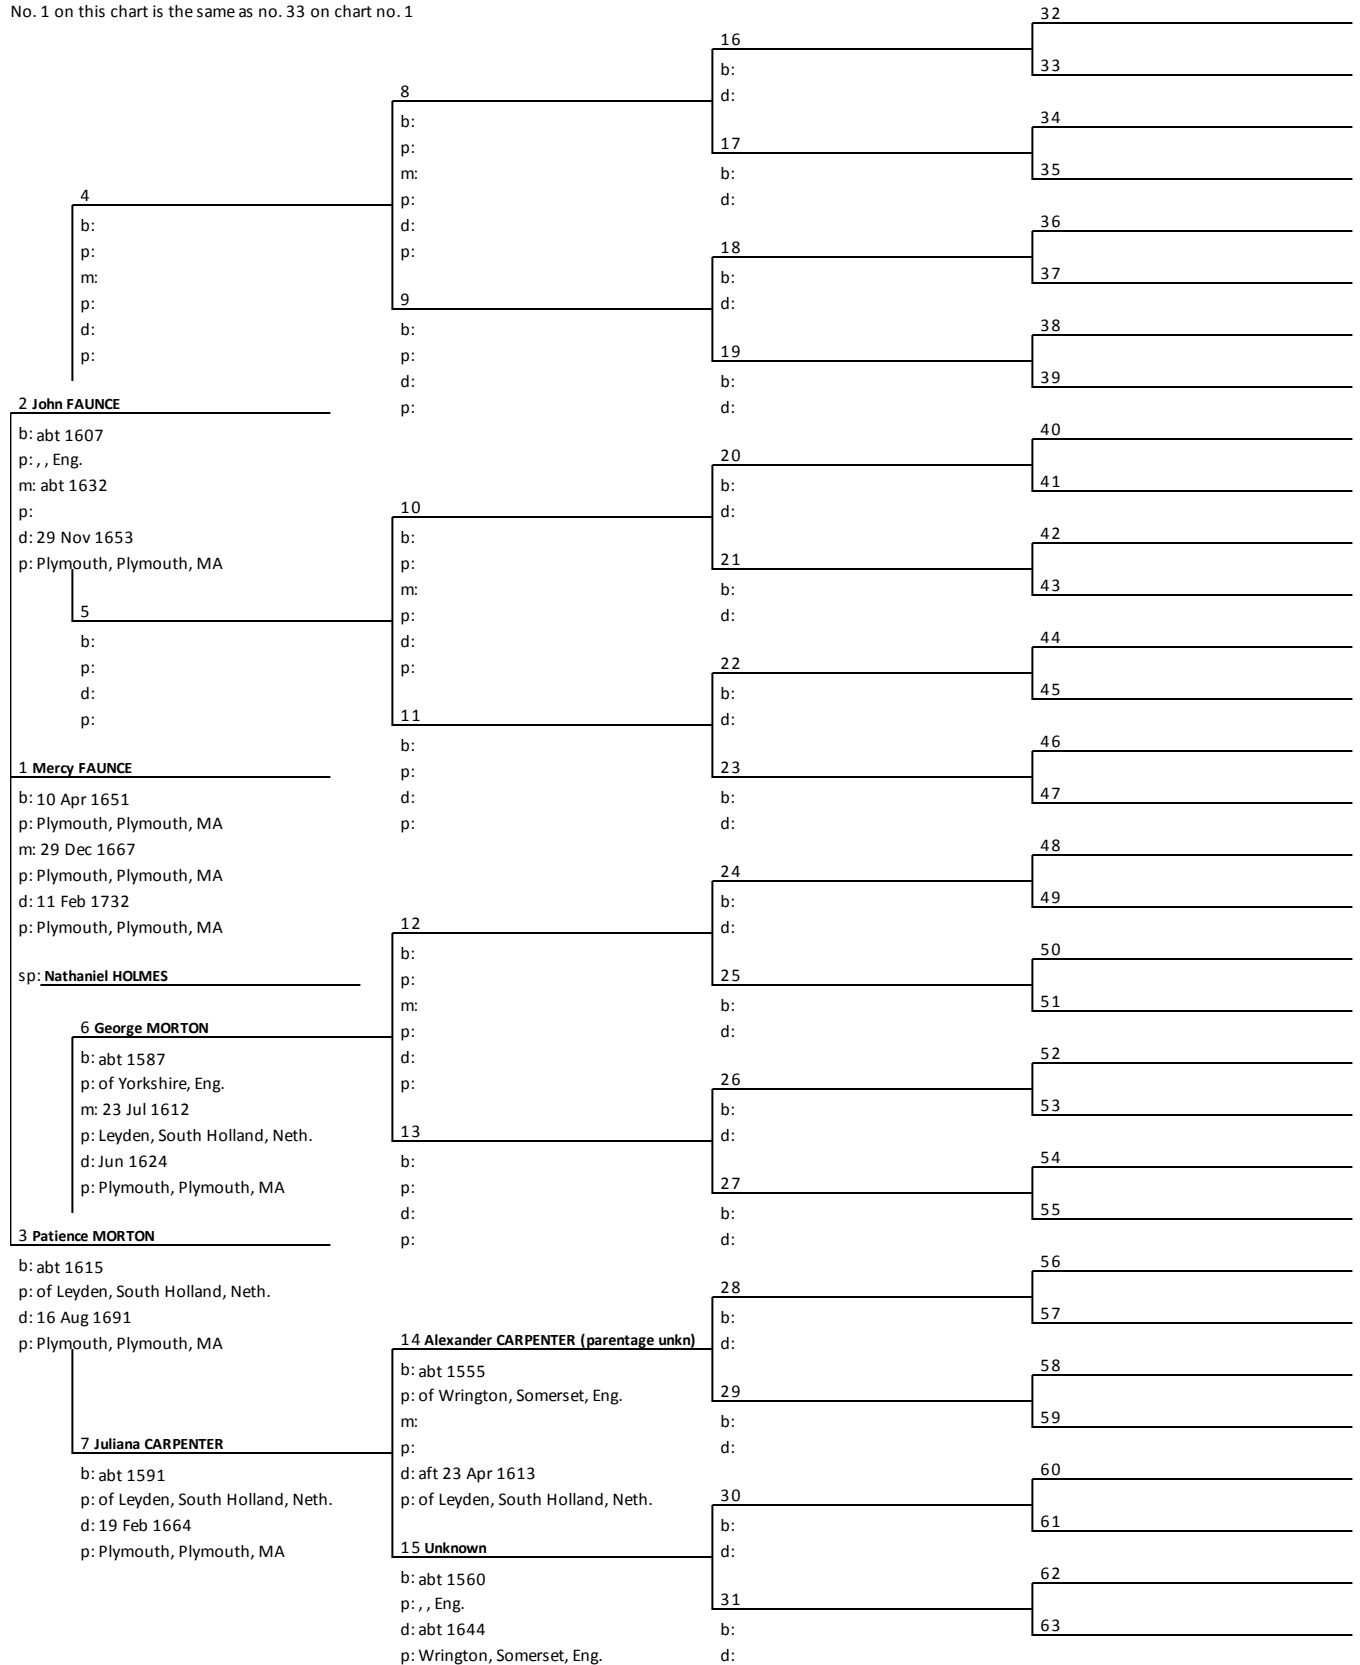 No. 1 on this chart is the same as no. 33 on chart no. 1
4
b:
p:
m:
p:
d:
p:
2 John FAUNCE
b: abt 1607
p: , , Eng.
m: abt 1632
p:
d: 29 Nov 1653
p: Plymouth, Plymouth, MA
5
b:
p:
d:
p:
1 Mercy FAUNCE
b: 10 Apr 1651
p: Plymouth, Plymouth, MA
m: 29 Dec 1667
p: Plymouth, Plymouth, MA
d: 11 Feb 1732
p: Plymouth, Plymouth, MA
sp: Nathaniel HOLMES
6 George MORTON
b: abt 1587
p: of Yorkshire, Eng.
m: 23 Jul 1612
p: Leyden, South Holland, Neth.
d: Jun 1624
p: Plymouth, Plymouth, MA
3 Patience MORTON
b: abt 1615
p: of Leyden, South Holland, Neth.
d: 16 Aug 1691
p: Plymouth, Plymouth, MA
7 Juliana CARPENTER
b: abt 1591
p: of Leyden, South Holland, Neth.
d: 19 Feb 1664
p: Plymouth, Plymouth, MA
8
b:
p:
m:
p:
d:
p:
9
b:
p:
d:
p:
10
b:
p:
m:
p:
d:
p:
11
b:
p:
d:
p:
12
b:
p:
m:
p:
d:
p:
13
b:
p:
d:
p:
14 Alexander CARPENTER (parentage unkn)
b: abt 1555
p: of Wrington, Somerset, Eng.
m:
p:
d: aft 23 Apr 1613
p: of Leyden, South Holland, Neth.
15 Unknown
b: abt 1560
p: , , Eng.
d: abt 1644
p: Wrington, Somerset, Eng.
16
b:
d:
17
b:
d:
18
b:
d:
19
b:
d:
20
b:
d:
21
b:
d:
22
b:
d:
23
b:
d:
24
b:
d:
25
b:
d:
26
b:
d:
27
b:
d:
28
b:
d:
29
b:
d:
30
b:
d:
31
b:
d:
32
33
34
35
36
37
38
39
40
41
42
43
44
45
46
47
48
49
50
51
52
53
54
55
56
57
58
59
60
61
62
63